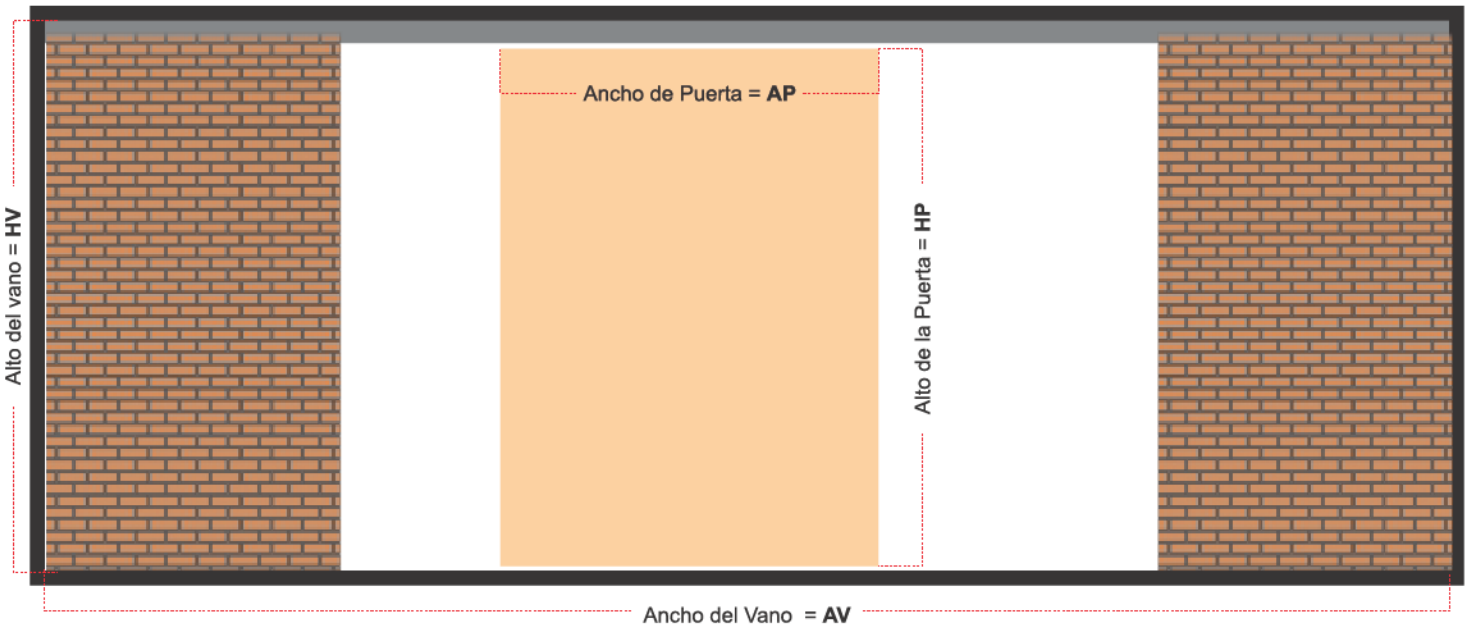 Ancho de Puerta = AP
Alto del vano = HV
Alto de la Puerta = HP
Ancho del Vano = AV